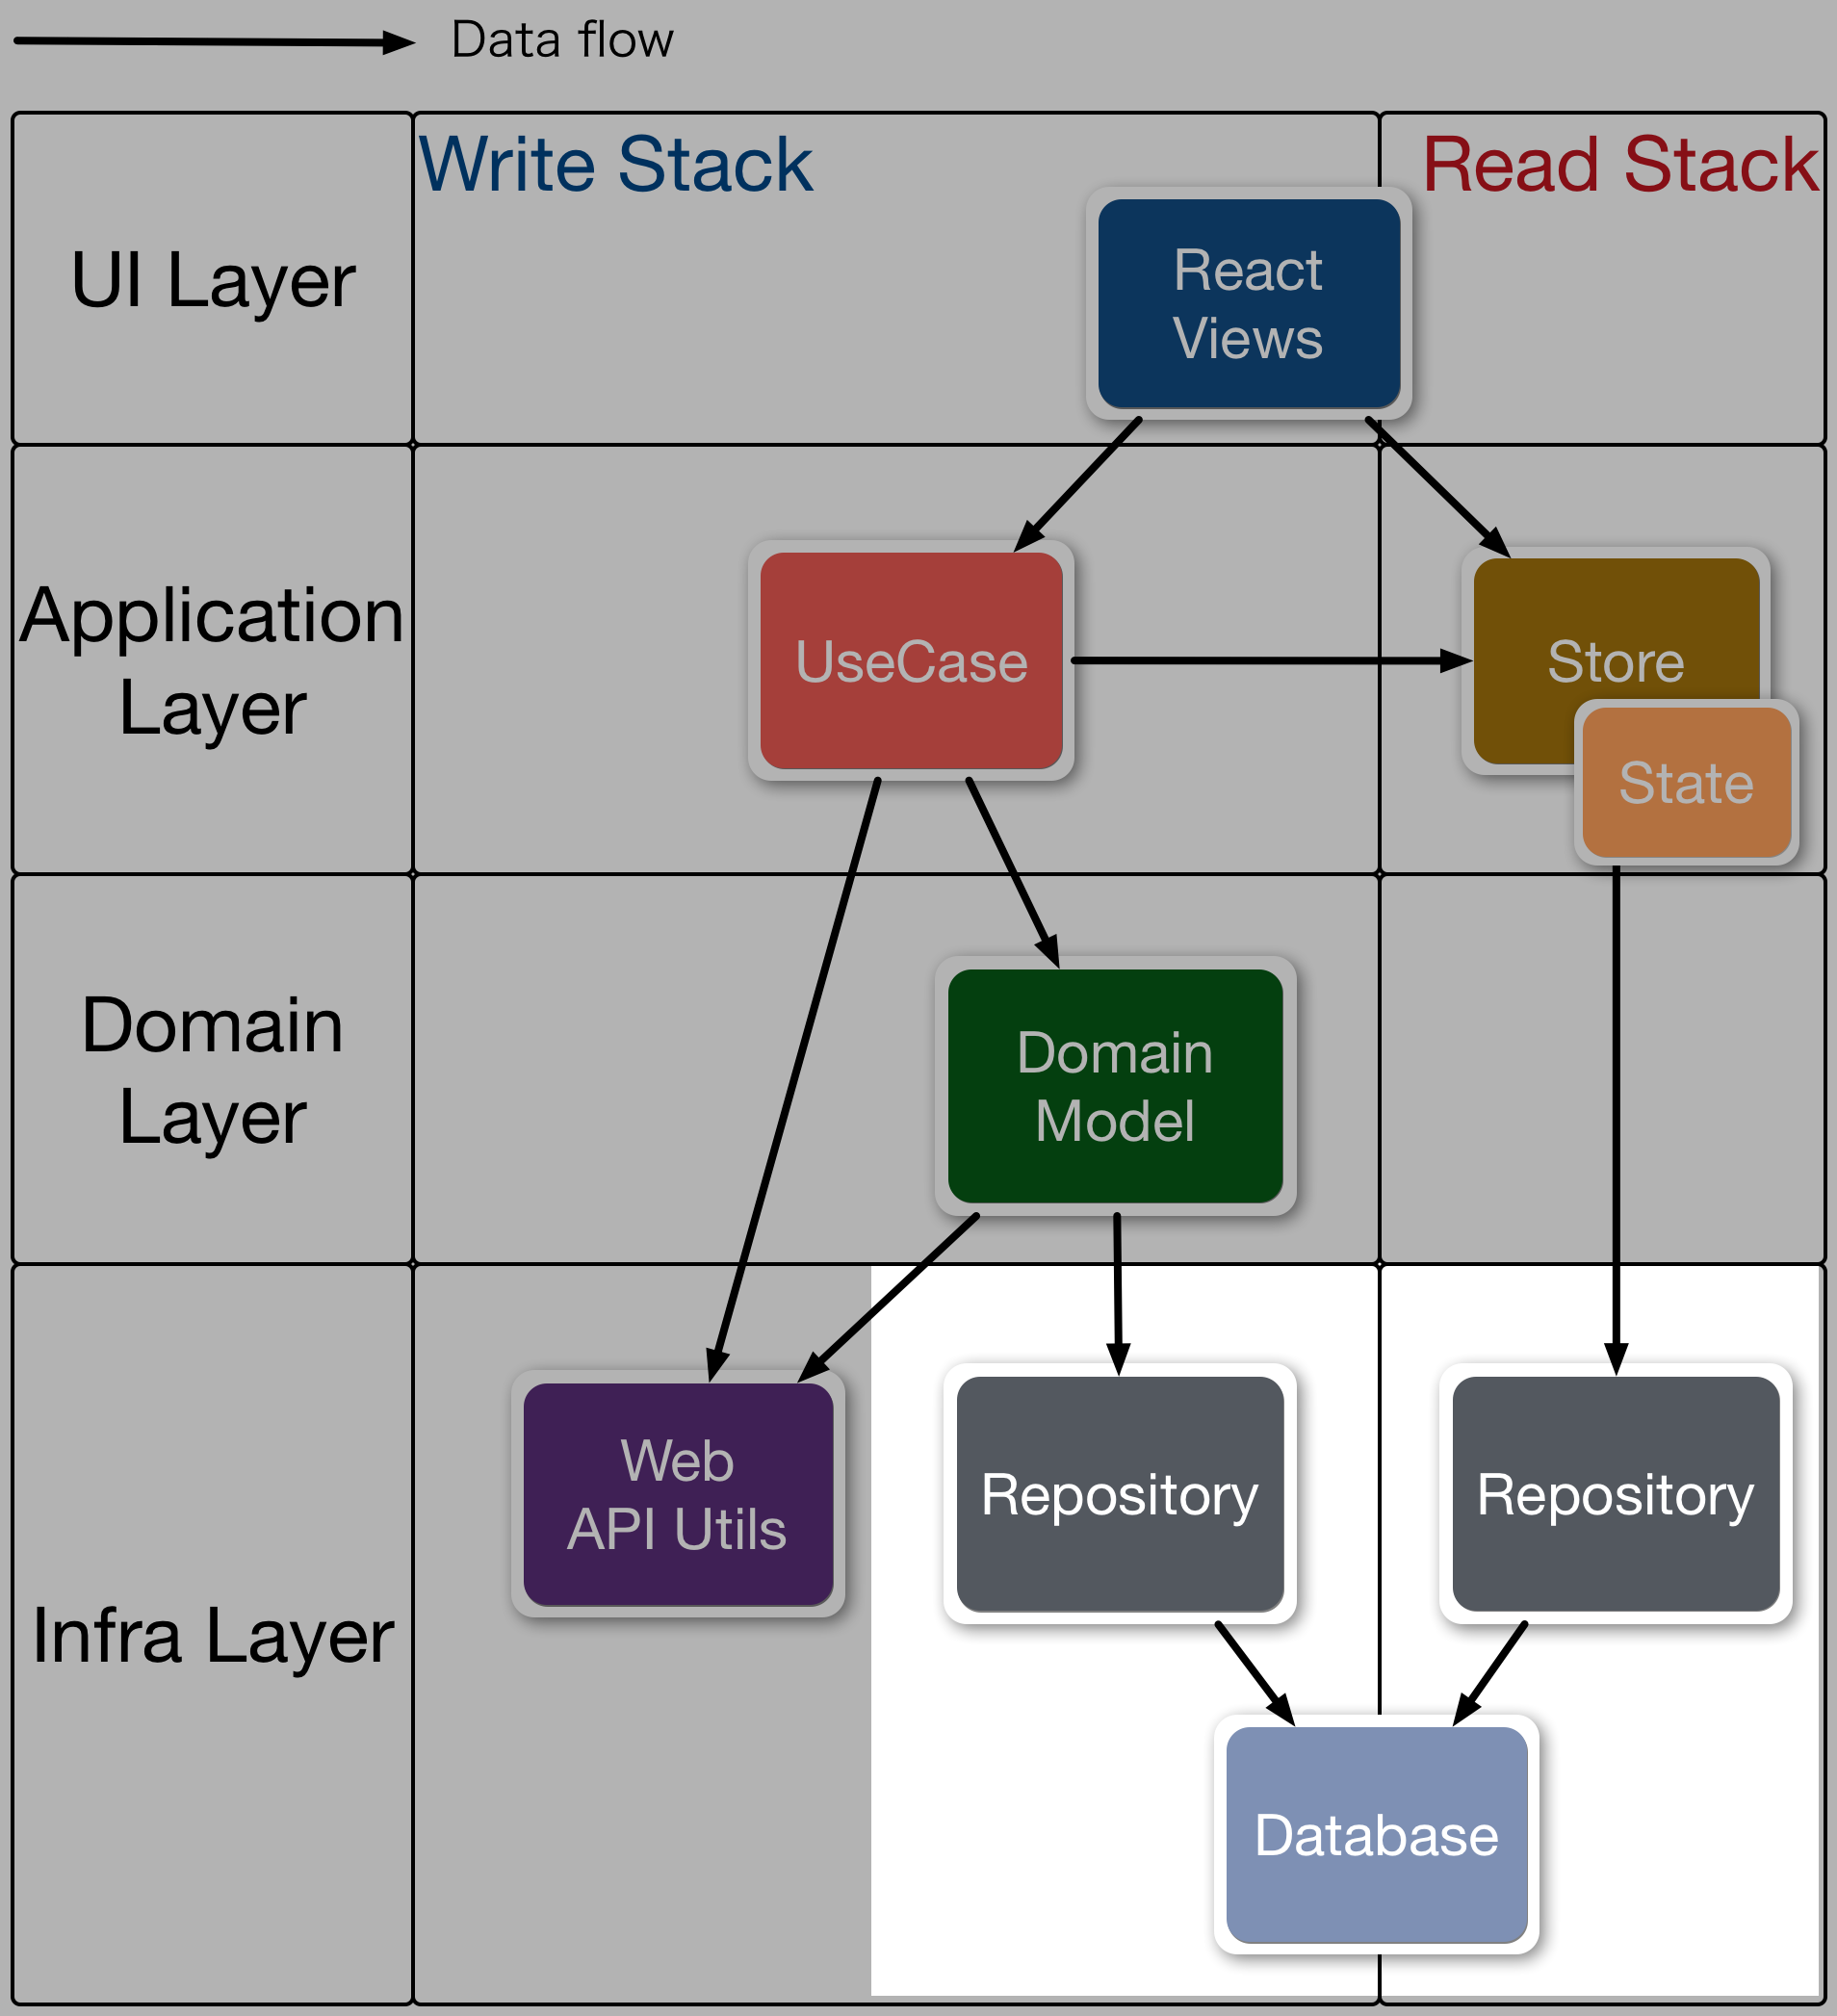 Data flow
Write Stack
Read Stack
UI Layer
React
Views
Application
Layer
UseCase
Store
State
Domain
Layer
Domain
Model
Infra Layer
Web
API Utils
Repository
Repository
Database